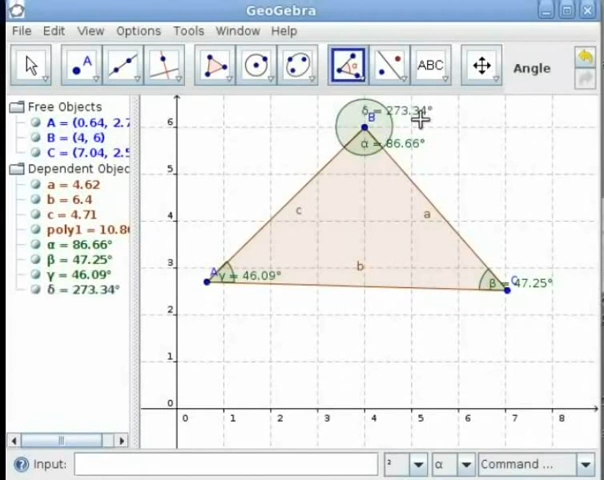 GeoGebra
File Edit View Options Tools Window Help
A
α
ABC
Angle
Free Objects
A = (0.64, 2.7
B = (4, 6)
C = (7.04, 2.5
Dependent Objec
a = 4.62
b = 6.4
c = 4.71
poly1 = 10.8
α = 86.66°
β = 47.25°
γ = 46.09°
δ = 273.34°
6
5
4
3
2
1
0
0 1 2 3 4 5 6 7 8
δ = 273.34°
B
α = 86.66°
c
a
b
A
γ = 46.09°
C
β = 47.25°
Input:
²
α
Command ...